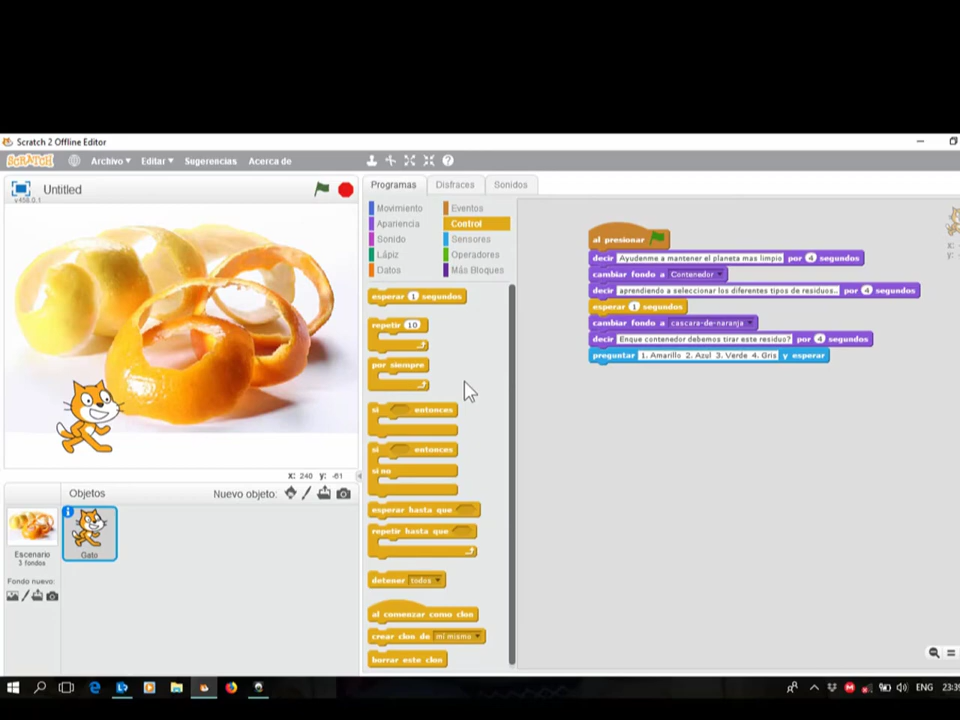 Scratch 2 Offline Editor
SCRATCH Archivo Editar Sugerencias Acerca de
Untitled
v458.0.1
Programas Disfraces Sonidos
Movimiento Eventos
Apariencia Control
Sonido Sensores
Lápiz Operadores
Datos Más Bloques
esperar 1 segundos
repetir 10
por siempre
si entonces
si entonces
si no
esperar hasta que
repetir hasta que
detener todos
al comenzar como clon
crear clon de mí mismo
borrar este clon
al presionar
decir Ayudenme a mantener el planeta mas limpio por 4 segundos
cambiar fondo a Contenedor
decir aprendiendo a seleccionar los diferentes tipos de residuos.. por 4 segundos
esperar 1 segundos
cambiar fondo a cascara-de-naranja
decir Enque contenedor debemos tirar este residuo? por 4 segundos
preguntar 1. Amarillo 2. Azul 3. Verde 4. Gris y esperar
x: 240 y: -61
Objetos Nuevo objeto:
Escenario
3 fondos
Gato
Fondo nuevo:
ENG